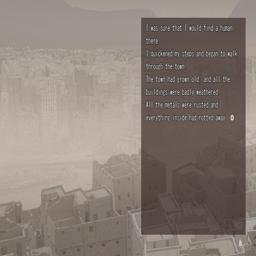 I was sure that I would find a human
there
I quickened my steps and began to walk
through the town
The town had grown old and all the
buildings were badly weathered
All the metals were rusted and
everything inside had rotted away